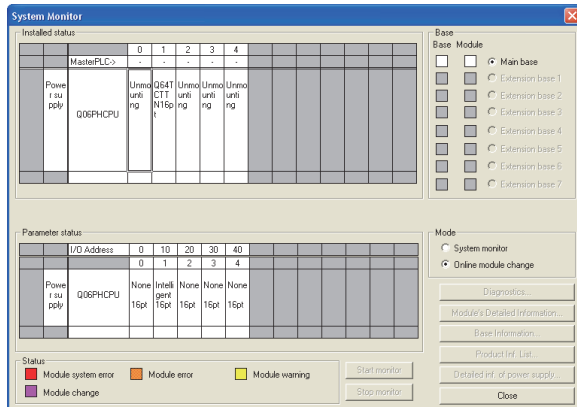 System Monitor
Installed status
0 1 2 3 4
MasterPLC-> - - - - -
Powe Unmo Q64T Unmo Unmo Unmo
r su unti CTT unti unti unti
pply Q06PHCPU ng N16p ng ng ng
t
Base
Base Module
Main base
Extension base 1
Extension base 2
Extension base 3
Extension base 4
Extension base 5
Extension base 6
Extension base 7
Parameter status
I/O Address 0 10 20 30 40
0 1 2 3 4
Powe None Intelli None None None
r su Q06PHCPU gent
pply 16pt 16pt 16pt 16pt 16pt
Mode
System monitor
Online module change
Diagnostics...
Module's Detailed Information...
Base Information...
Product Inf. List...
Detailed inf. of power supply...
Close
Status
Module system error Module error Module warning
Module change
Start monitor
Stop monitor